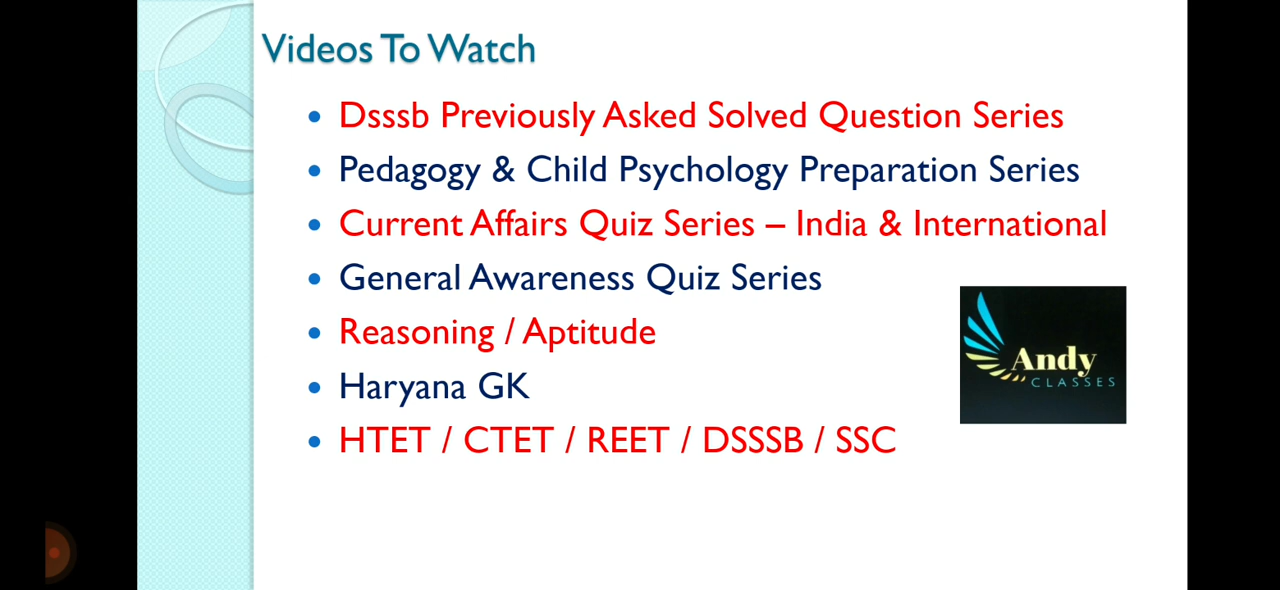 Videos To Watch
Dsssb Previously Asked Solved Question Series
Pedagogy & Child Psychology Preparation Series
Current Affairs Quiz Series – India & International
General Awareness Quiz Series
Reasoning / Aptitude
Haryana GK
HTET / CTET / REET / DSSSB / SSC
Andy
CLASSES